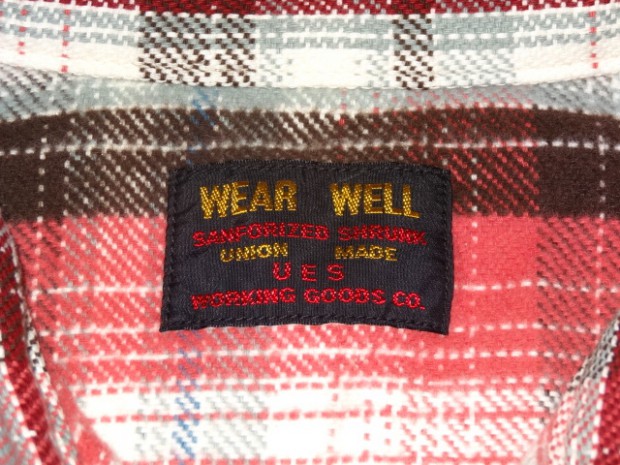 WEAR WELL
SANFORIZED SHRUNK
UNION MADE
UES
WORKING GOODS CO.